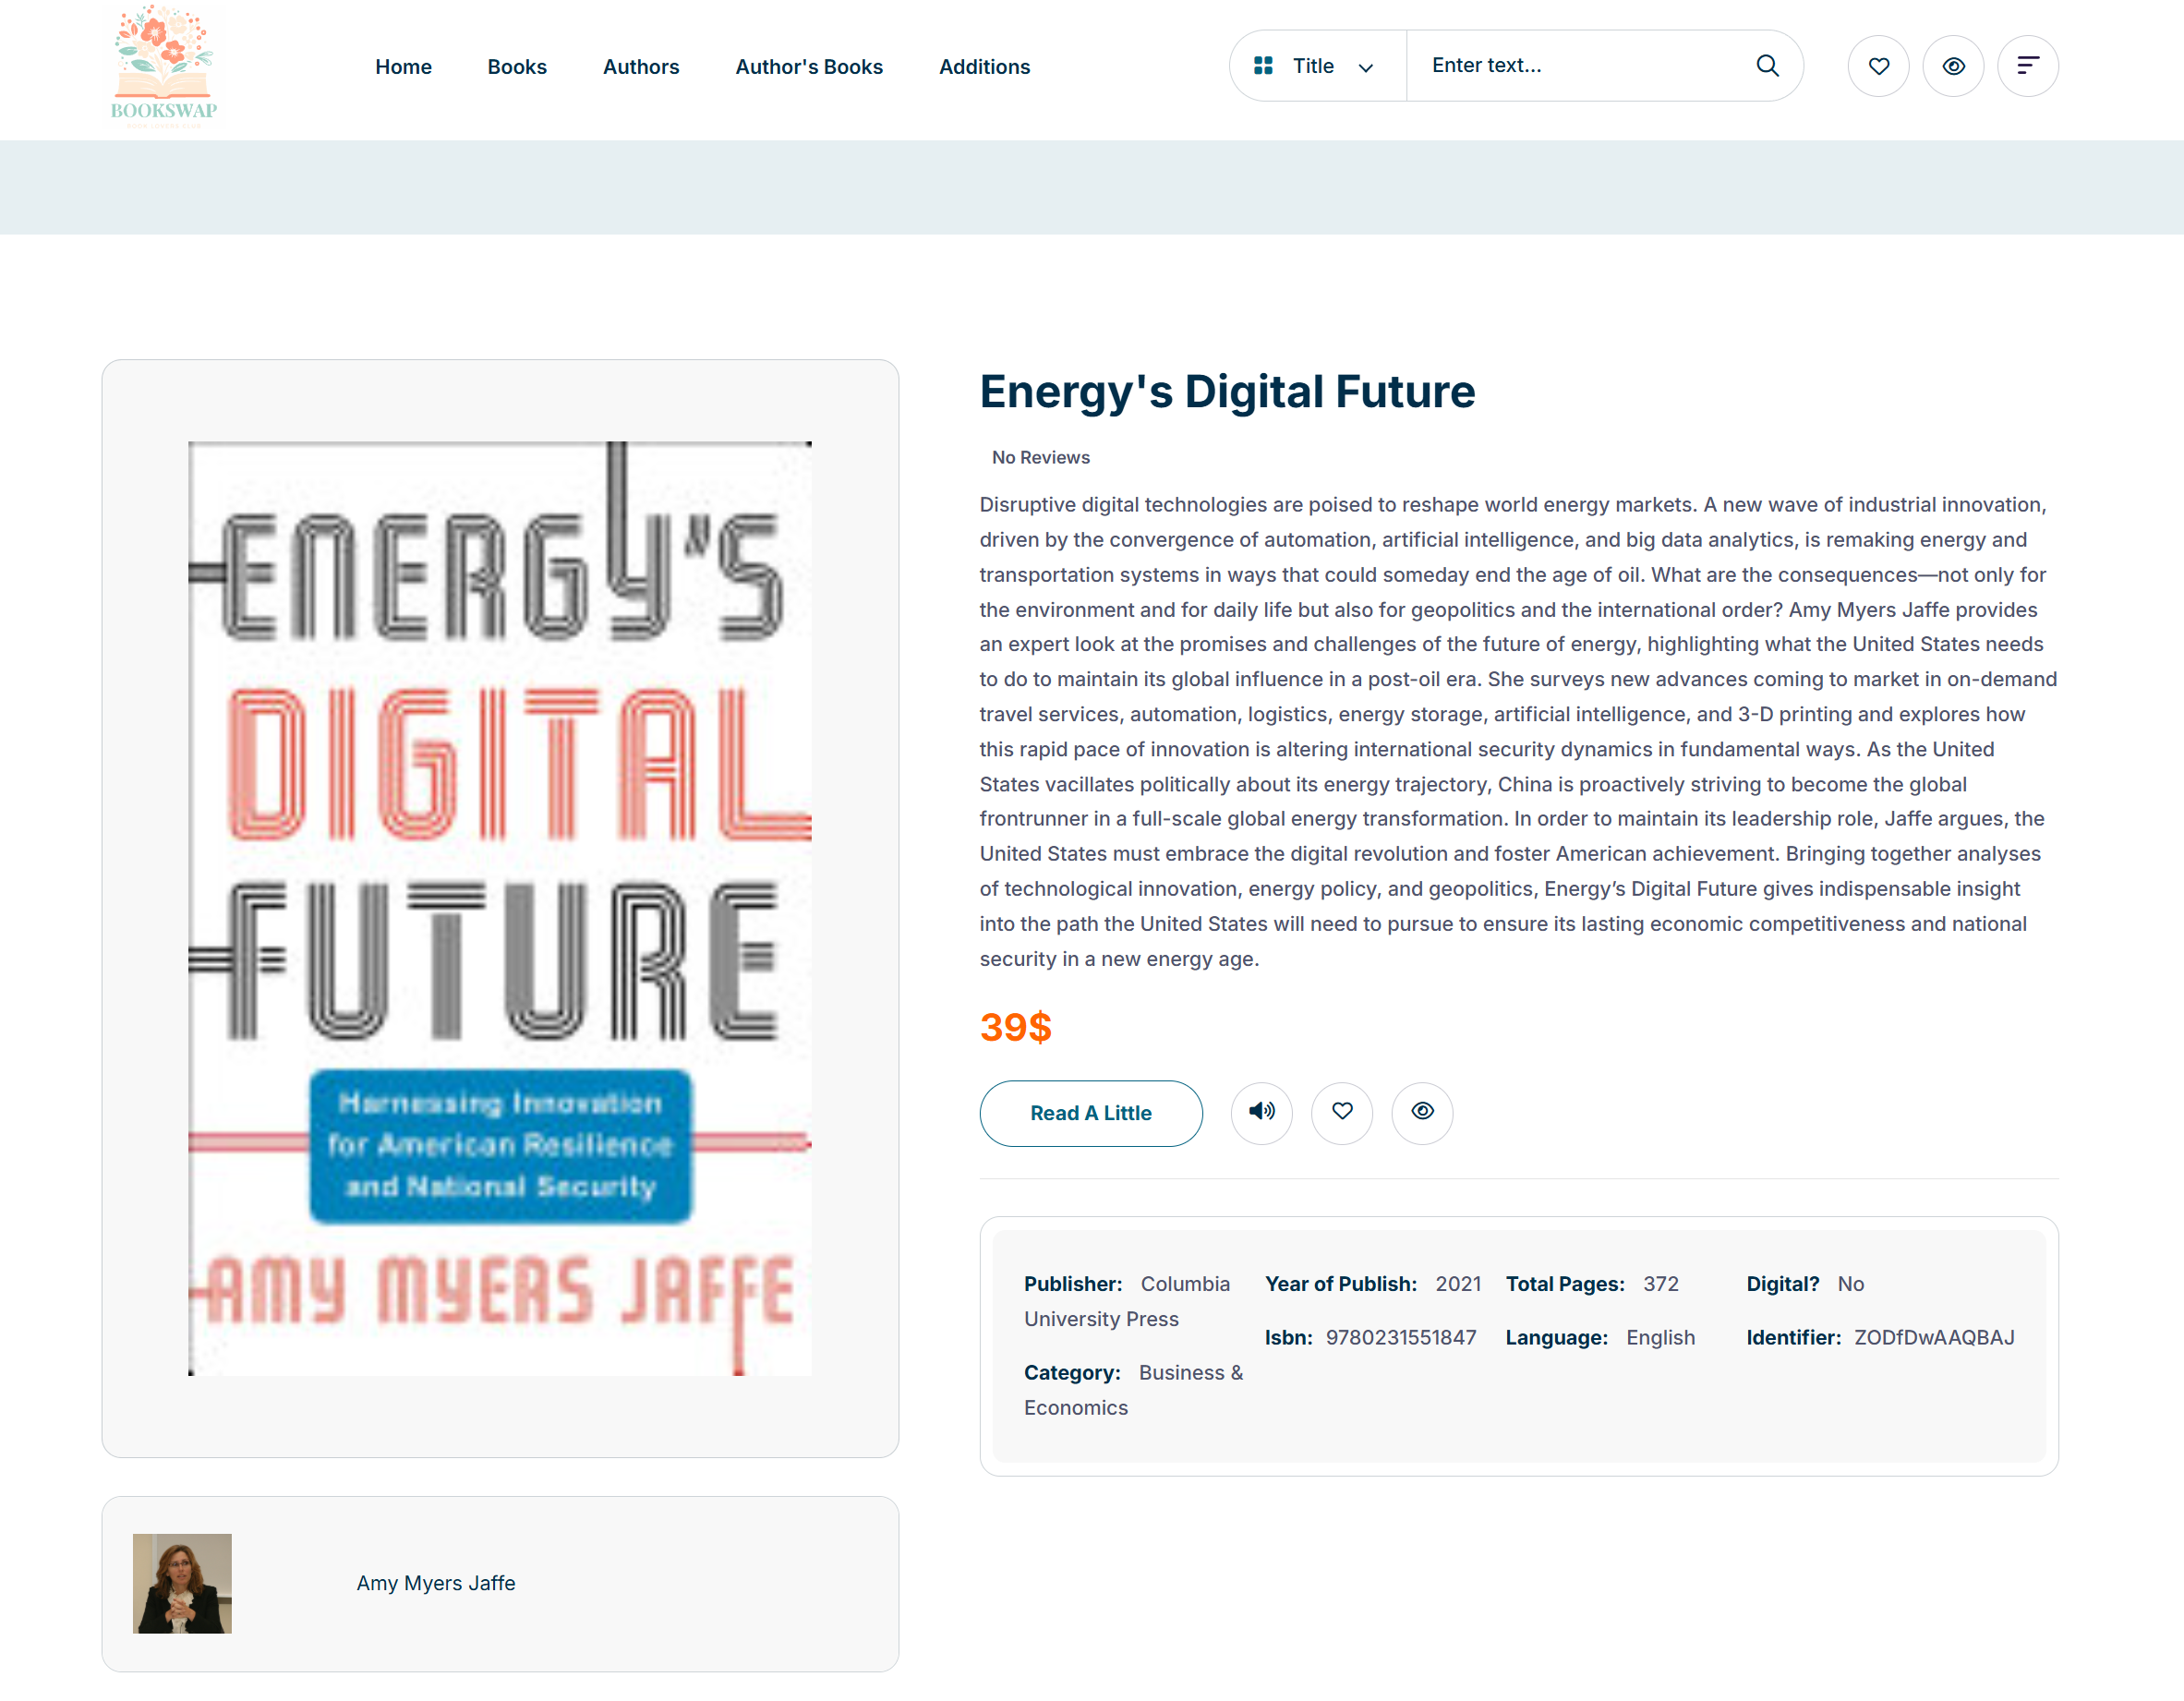 BOOKSWAP
Home
Books
Authors
Author's Books
Additions
Title
Enter text...
ENERGY'S
DIGITAL
FUTURE
Harnessing Innovation
for American Resilience
and National Security
AMY MYERS JAFFE
Amy Myers Jaffe
Energy's Digital Future
No Reviews
Disruptive digital technologies are poised to reshape world energy markets. A new wave of industrial innovation,
driven by the convergence of automation, artificial intelligence, and big data analytics, is remaking energy and
transportation systems in ways that could someday end the age of oil. What are the consequences—not only for
the environment and for daily life but also for geopolitics and the international order? Amy Myers Jaffe provides
an expert look at the promises and challenges of the future of energy, highlighting what the United States needs
to do to maintain its global influence in a post-oil era. She surveys new advances coming to market in on-demand
travel services, automation, logistics, energy storage, artificial intelligence, and 3-D printing and explores how
this rapid pace of innovation is altering international security dynamics in fundamental ways. As the United
States vacillates politically about its energy trajectory, China is proactively striving to become the global
frontrunner in a full-scale global energy transformation. In order to maintain its leadership role, Jaffe argues, the
United States must embrace the digital revolution and foster American achievement. Bringing together analyses
of technological innovation, energy policy, and geopolitics, Energy’s Digital Future gives indispensable insight
into the path the United States will need to pursue to ensure its lasting economic competitiveness and national
security in a new energy age.
39$
Read A Little
Publisher: Columbia
University Press
Category: Business &
Economics
Year of Publish: 2021
Isbn: 9780231551847
Total Pages: 372
Language: English
Digital? No
Identifier: ZODfDwAAQBAJ